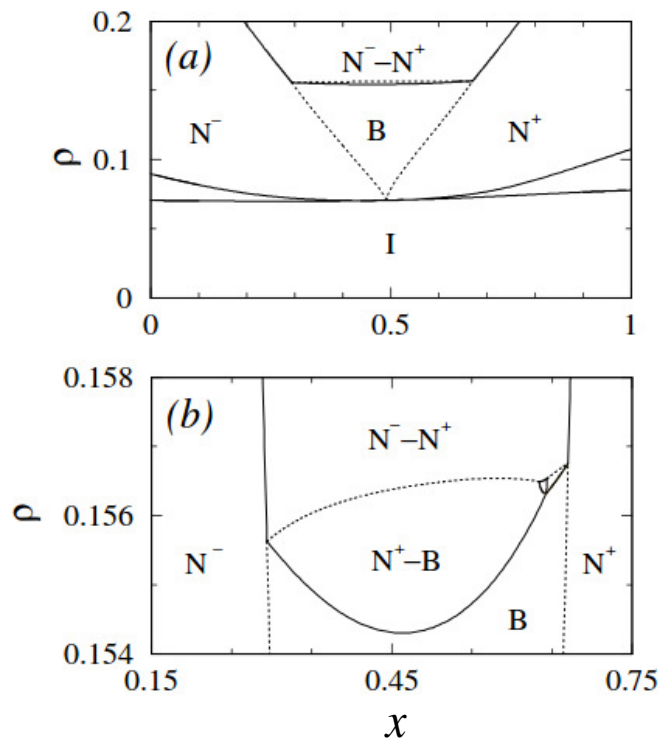 0.2
(a)
N⁻–N⁺
N⁻
B
N⁺
ρ
0.1
I
0
0
0.5
1
0.158
(b)
N⁻–N⁺
ρ
0.156
N⁻
N⁺–B
N⁺
B
0.154
0.15
0.45
0.75
x